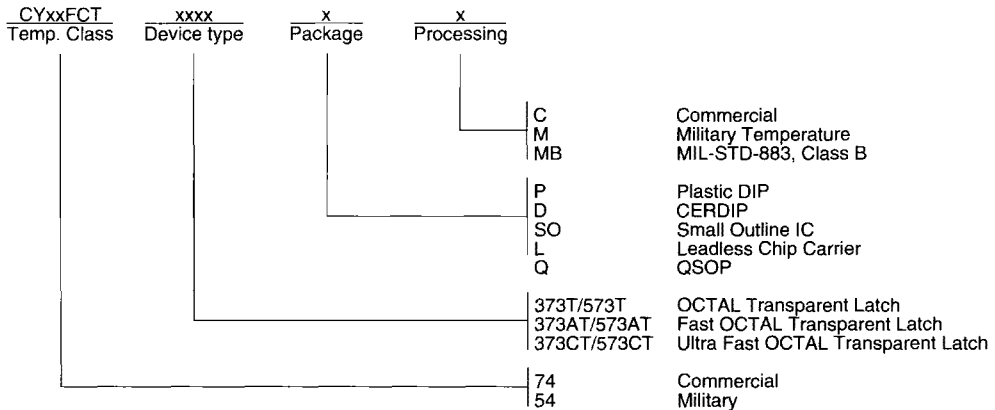 CYxxFCT xxxx x x
Temp. Class Device type Package Processing
C Commercial
M Military Temperature
MB MIL-STD-883, Class B
P Plastic DIP
D CERDIP
SO Small Outline IC
L Leadless Chip Carrier
Q QSOP
373T/573T OCTAL Transparent Latch
373AT/573AT Fast OCTAL Transparent Latch
373CT/573CT Ultra Fast OCTAL Transparent Latch
74 Commercial
54 Military